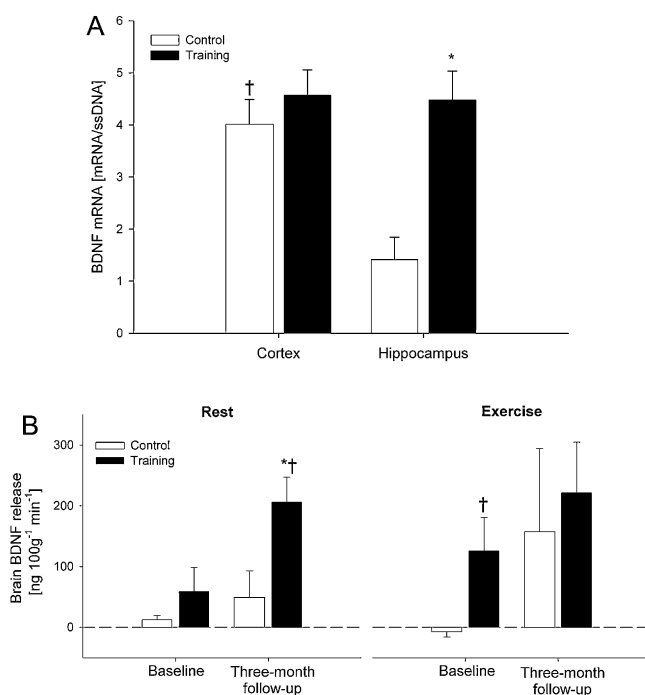 A
6
Control
Training
5
4
3
2
1
0
BDNF mRNA [mRNA/ssDNA]
†
*
Cortex
Hippocampus
B
Rest
Exercise
Control
Training
300
200
100
0
Brain BDNF release
[ng 100g⁻¹ min⁻¹]
*†
†
Baseline
Three-month
follow-up
Baseline
Three-month
follow-up